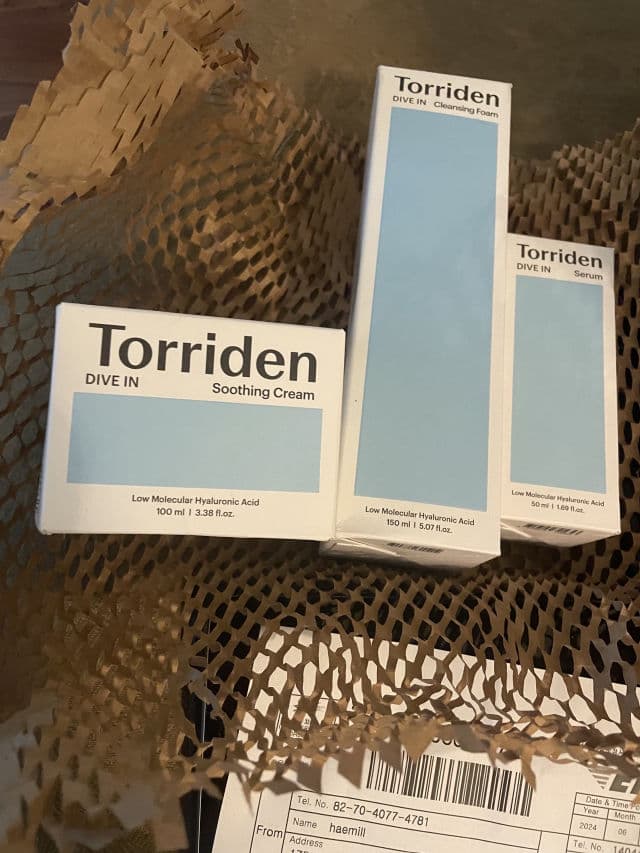 Torriden
DIVE IN Cleansing Foam
Low Molecular Hyaluronic Acid
150 ml | 5.07 fl.oz.
Torriden
DIVE IN Serum
Low Molecular Hyaluronic Acid
50 ml | 1.69 fl.oz.
Torriden
DIVE IN Soothing Cream
Low Molecular Hyaluronic Acid
100 ml | 3.38 fl.oz.
From
Tel. No. 82-70-4077-4781
Name haemill
Address
Date & Time
Year Month
2024 06
Tel. No.